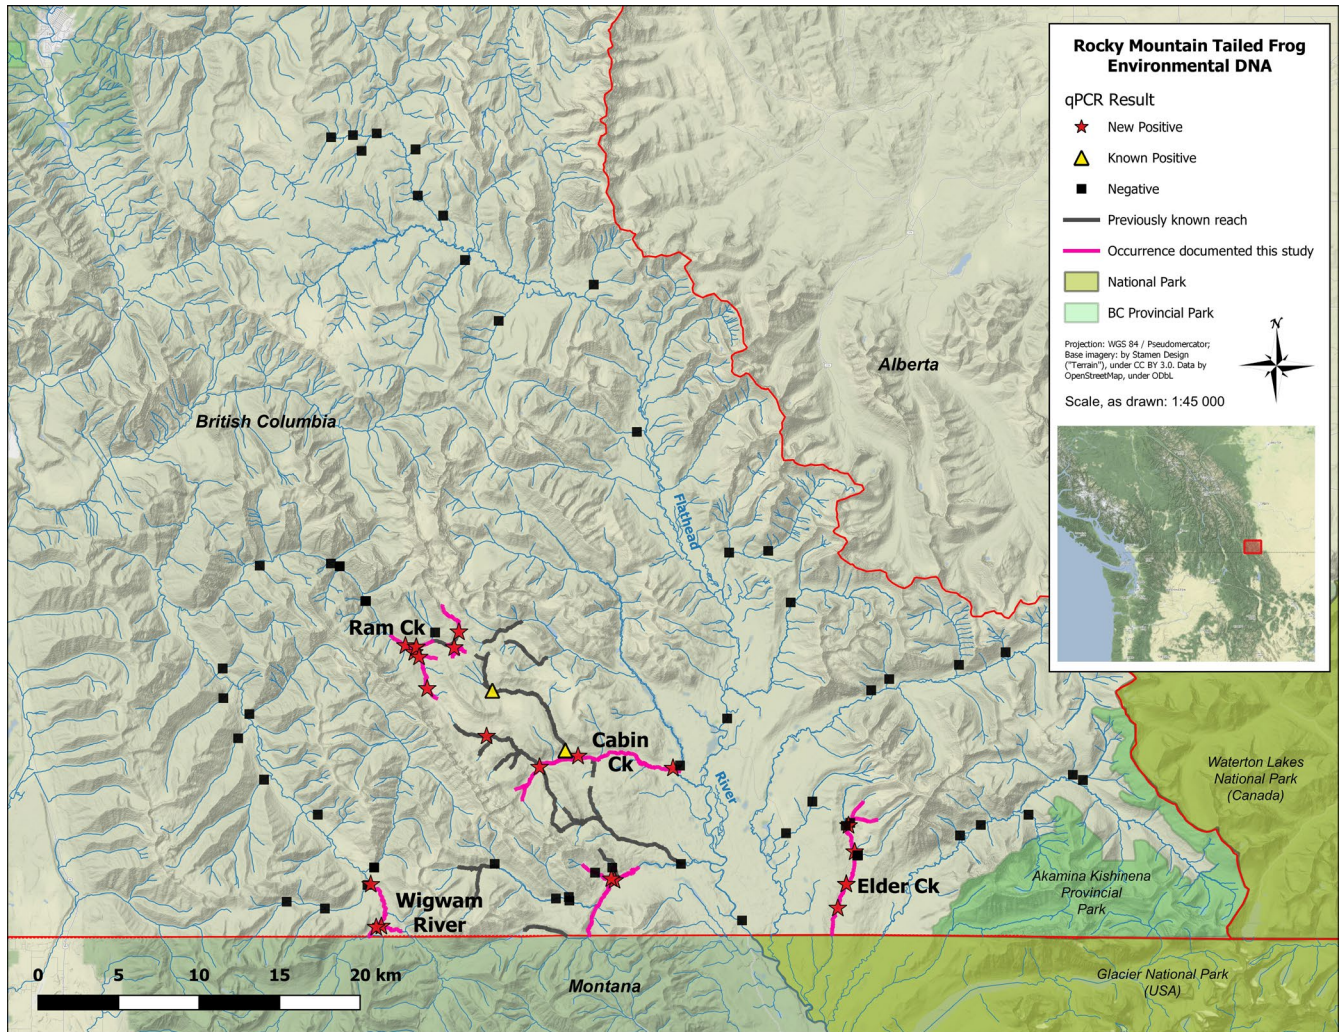 Rocky Mountain Tailed Frog
Environmental DNA
qPCR Result
New Positive
Known Positive
Negative
Previously known reach
Occurrence documented this study
National Park
BC Provincial Park
Projection: WGS 84 / Pseudomercator;
Base imagery: by Stamen Design
("Terrain"), under CC BY 3.0. Data by
OpenStreetMap, under ODbL
N
Scale, as drawn: 1:45 000
Alberta
British Columbia
Flathead
River
Ram Ck
Cabin
Ck
Waterton Lakes
National Park
(Canada)
Akamina Kishinena
Provincial
Park
Elder Ck
Wigwam
River
0 5 10 15 20 km
Montana
Glacier National Park
(USA)